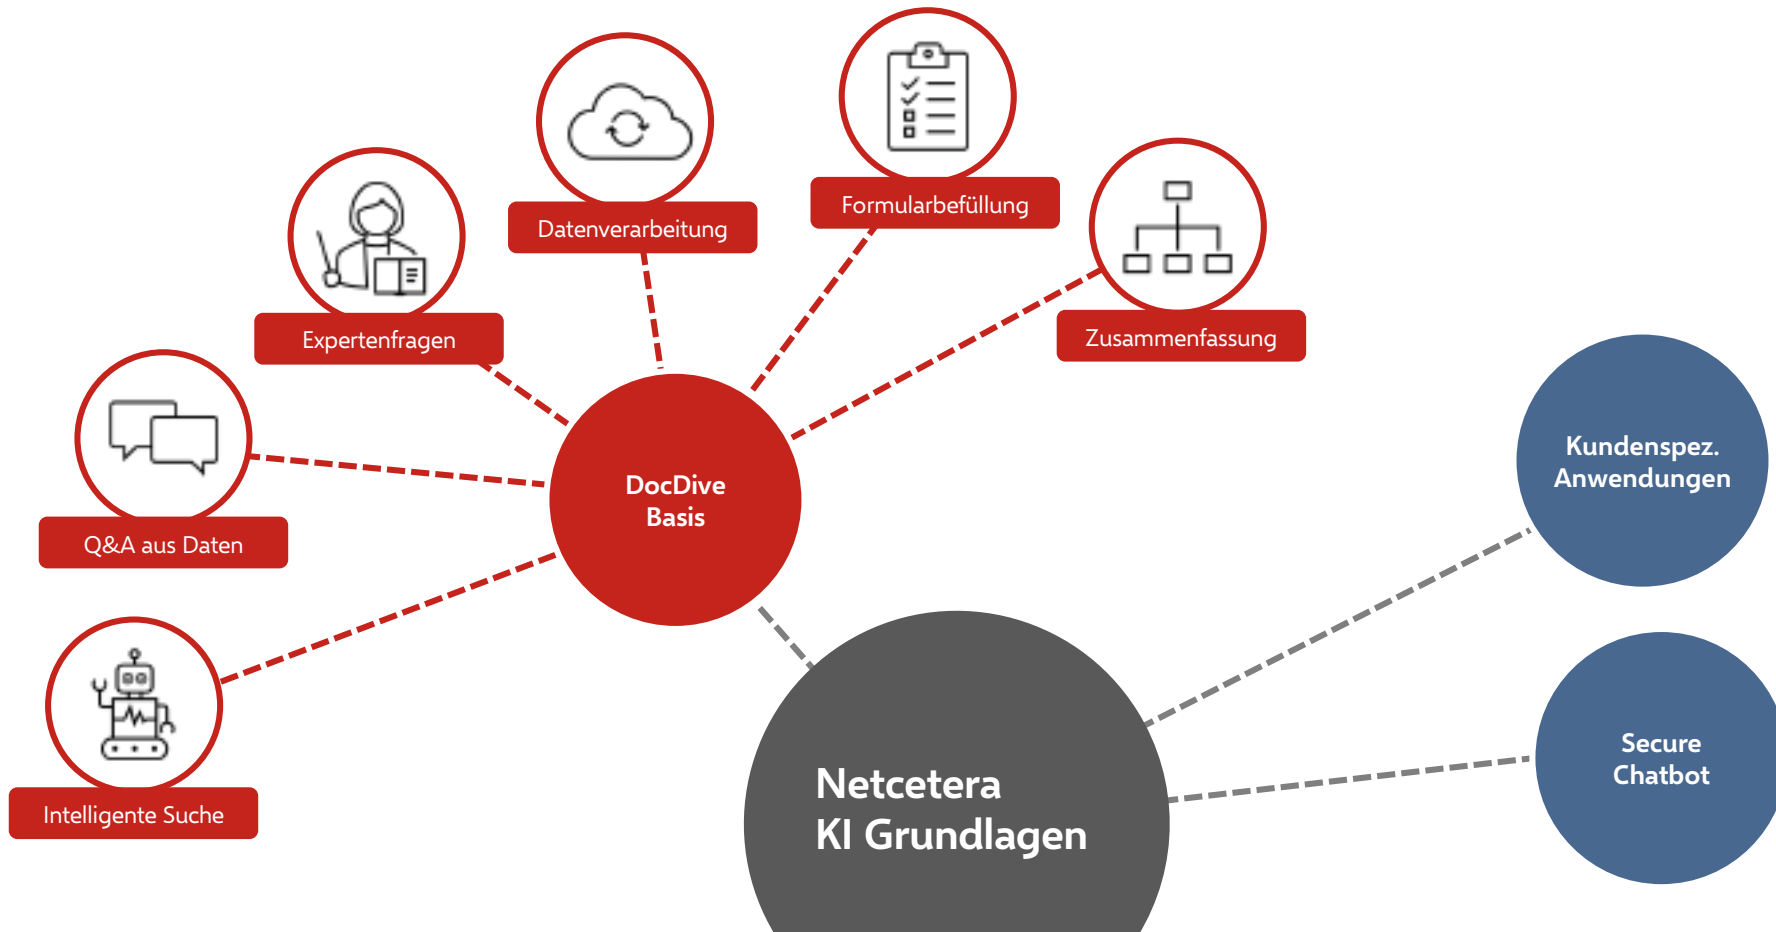 Formularbefüllung
Datenverarbeitung
Zusammenfassung
Expertenfragen
Kundenspez.
Anwendungen
DocDive
Basis
Q&A aus Daten
Secure
Chatbot
Netcetera
KI Grundlagen
Intelligente Suche